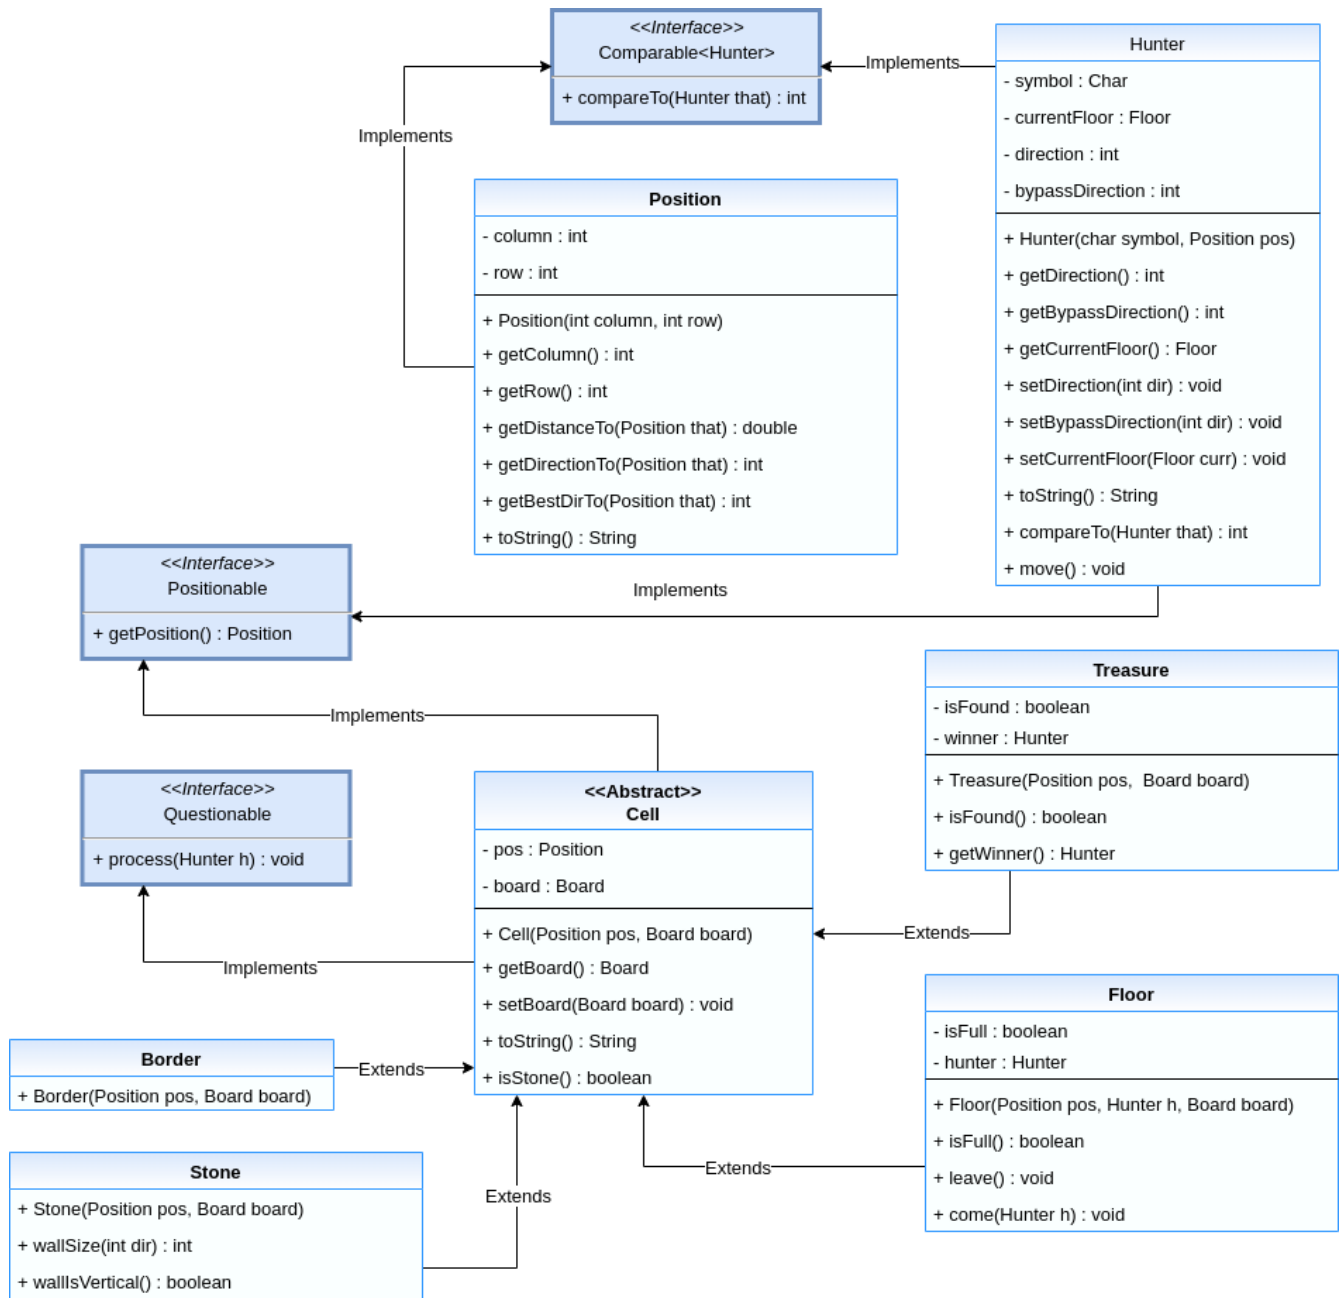 <<Interface>>
Comparable<Hunter>
+ compareTo(Hunter that) : int
Implements
Implements
Hunter
- symbol : Char
- currentFloor : Floor
- direction : int
- bypassDirection : int
+ Hunter(char symbol, Position pos)
+ getDirection() : int
+ getBypassDirection() : int
+ getCurrentFloor() : Floor
+ setDirection(int dir) : void
+ setBypassDirection(int dir) : void
+ setCurrentFloor(Floor curr) : void
+ toString() : String
+ compareTo(Hunter that) : int
+ move() : void
Position
- column : int
- row : int
+ Position(int column, int row)
+ getColumn() : int
+ getRow() : int
+ getDistanceTo(Position that) : double
+ getDirectionTo(Position that) : int
+ getBestDirTo(Position that) : int
+ toString() : String
<<Interface>>
Positionable
+ getPosition() : Position
Implements
Implements
Treasure
- isFound : boolean
- winner : Hunter
+ Treasure(Position pos,  Board board)
+ isFound() : boolean
+ getWinner() : Hunter
<<Interface>>
Questionable
+ process(Hunter h) : void
Implements
<<Abstract>>
Cell
- pos : Position
- board : Board
+ Cell(Position pos, Board board)
+ getBoard() : Board
+ setBoard(Board board) : void
+ toString() : String
+ isStone() : boolean
Extends
Floor
- isFull : boolean
- hunter : Hunter
+ Floor(Position pos, Hunter h, Board board)
+ isFull() : boolean
+ leave() : void
+ come(Hunter h) : void
Border
+ Border(Position pos, Board board)
Extends
Extends
Extends
Stone
+ Stone(Position pos, Board board)
+ wallSize(int dir) : int
+ wallIsVertical() : boolean